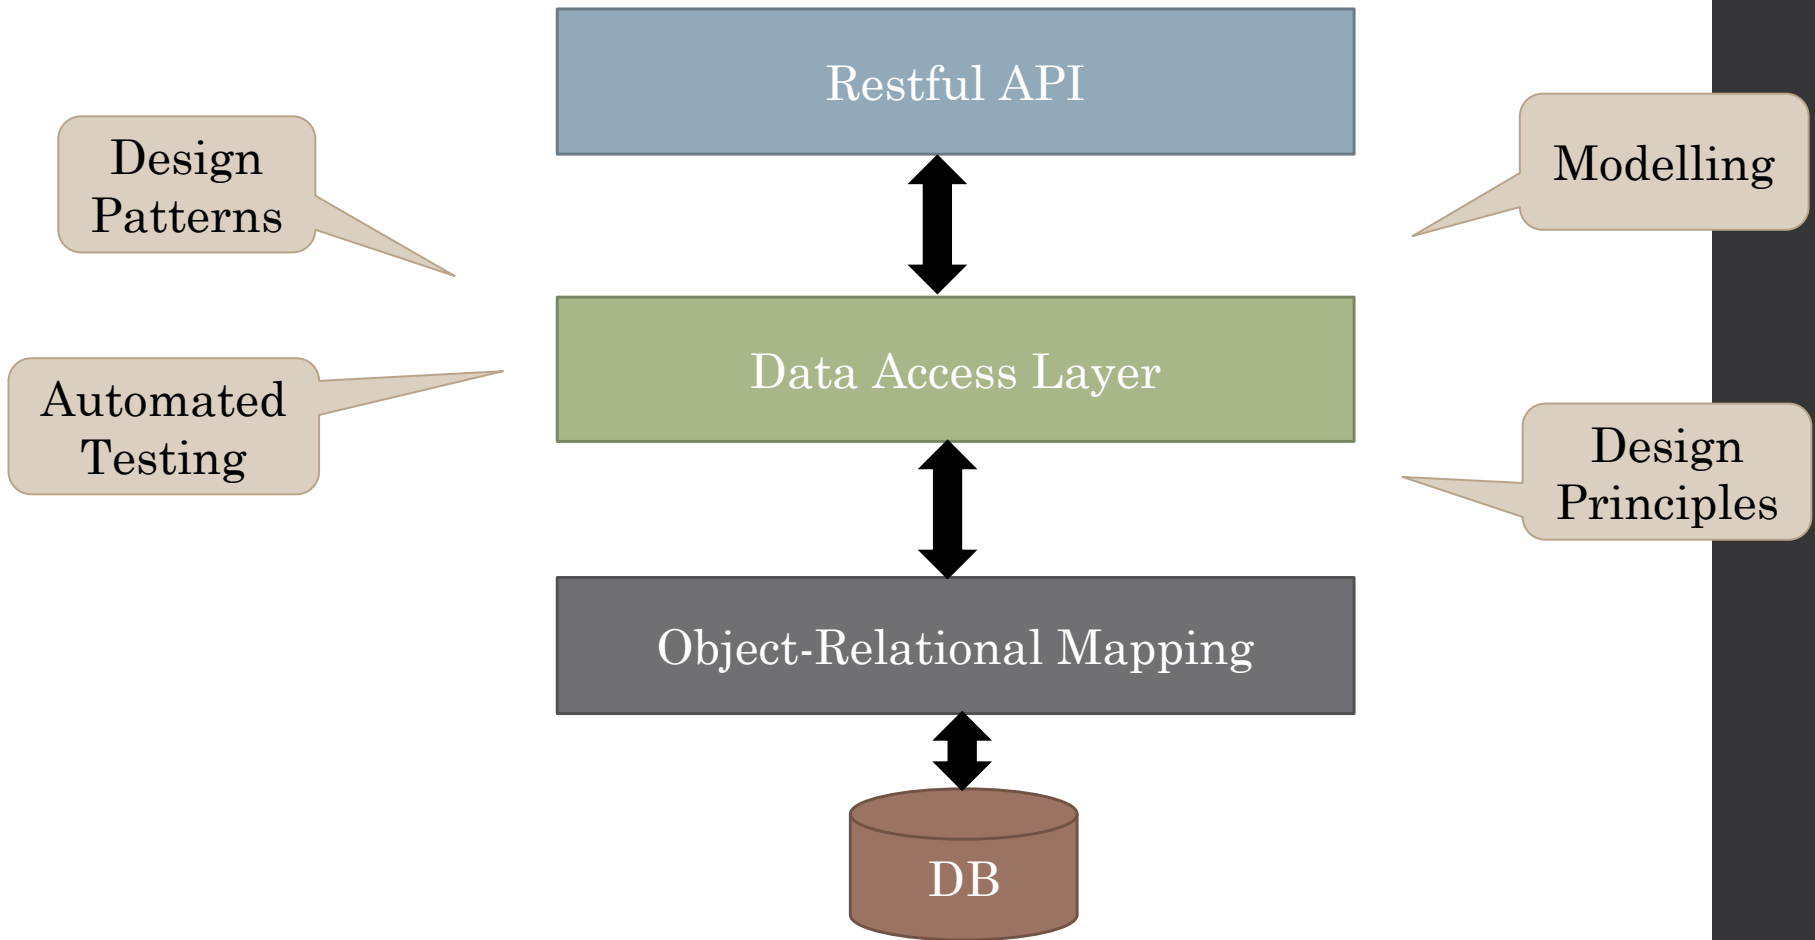 Restful API
Design
Patterns
Modelling
Data Access Layer
Automated
Testing
Design
Principles
Object-Relational Mapping
DB